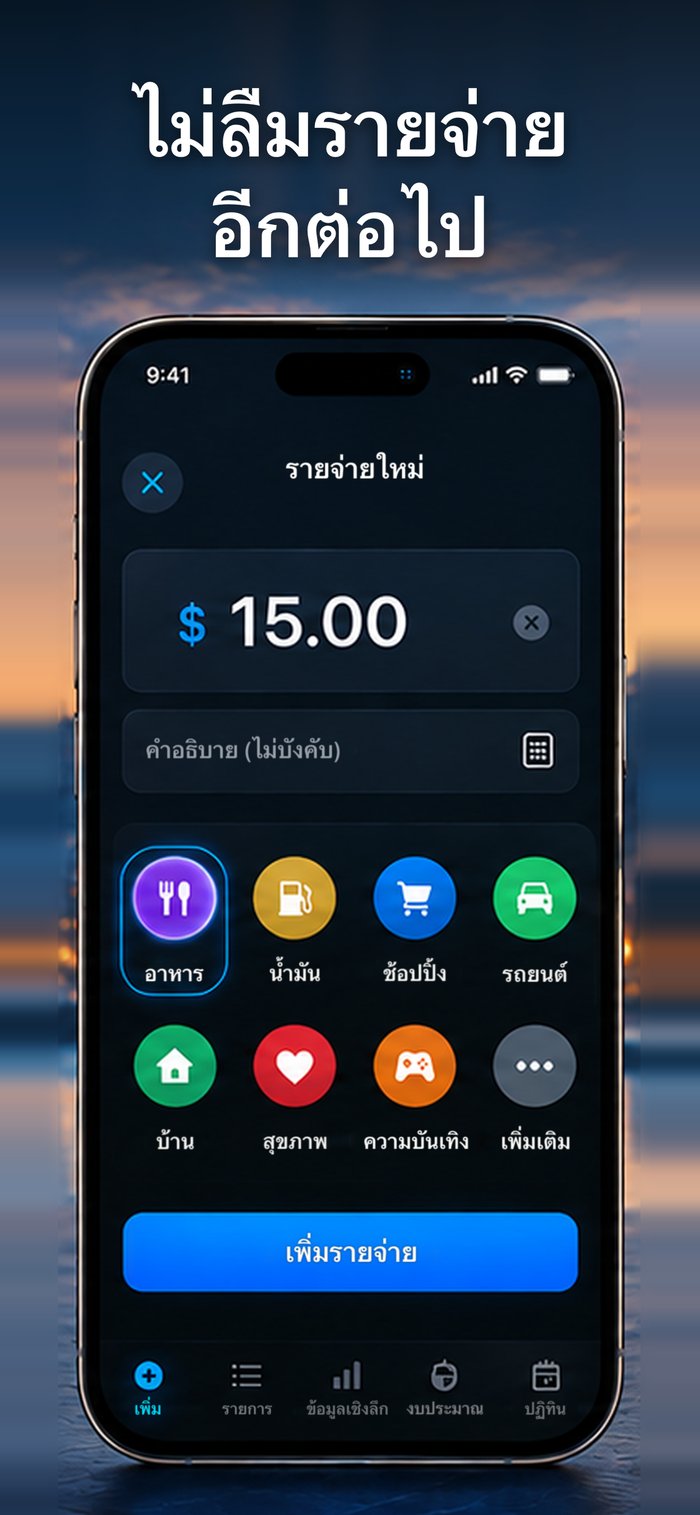 ไม่ลืมรายจ่าย
อีกต่อไป
9:41
รายจ่ายใหม่
$ 15.00
คำอธิบาย (ไม่บังคับ)
อาหาร น้ำมัน ช้อปปิ้ง รถยนต์
บ้าน สุขภาพ ความบันเทิง เพิ่มเติม
เพิ่มรายจ่าย
เพิ่ม รายการ ข้อมูลเชิงลึก งบประมาณ ปฏิทิน